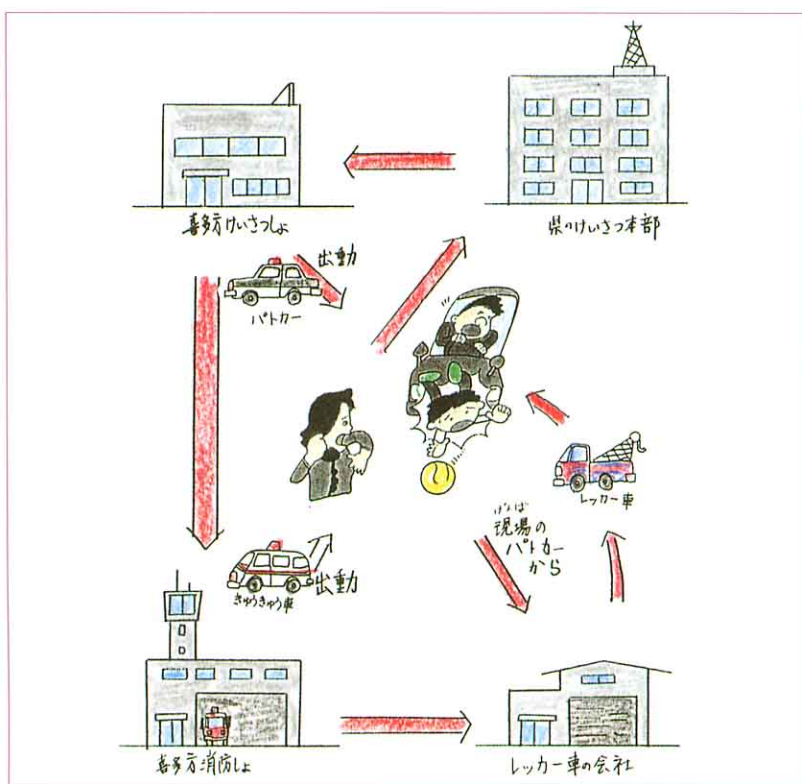 喜多方けいさつしょ
県のけいさつ本部
出動
パトカー
レッカー車
げんば
現場の
パトカー
から
きゅうきゅう車
出動
喜多方消防しょ
レッカー車の会社